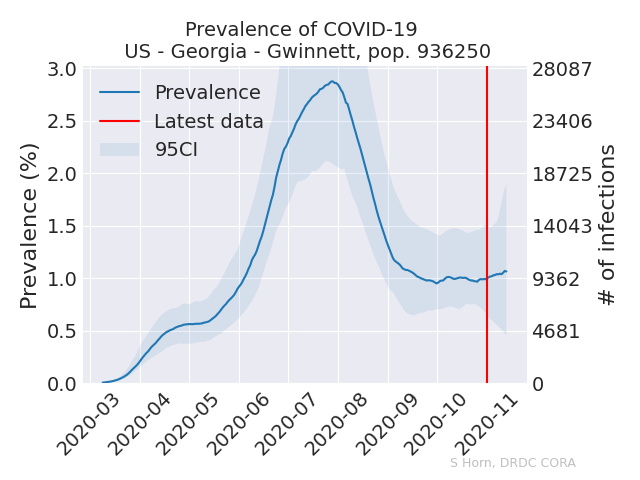 Prevalence of COVID-19
US - Georgia - Gwinnett, pop. 936250
Prevalence
Latest data
95CI
Prevalence (%)
3.0
2.5
2.0
1.5
1.0
0.5
0.0
28087
23406
18725
14043
9362
4681
0
# of infections
2020-03
2020-04
2020-05
2020-06
2020-07
2020-08
2020-09
2020-10
2020-11
S Horn, DRDC CORA